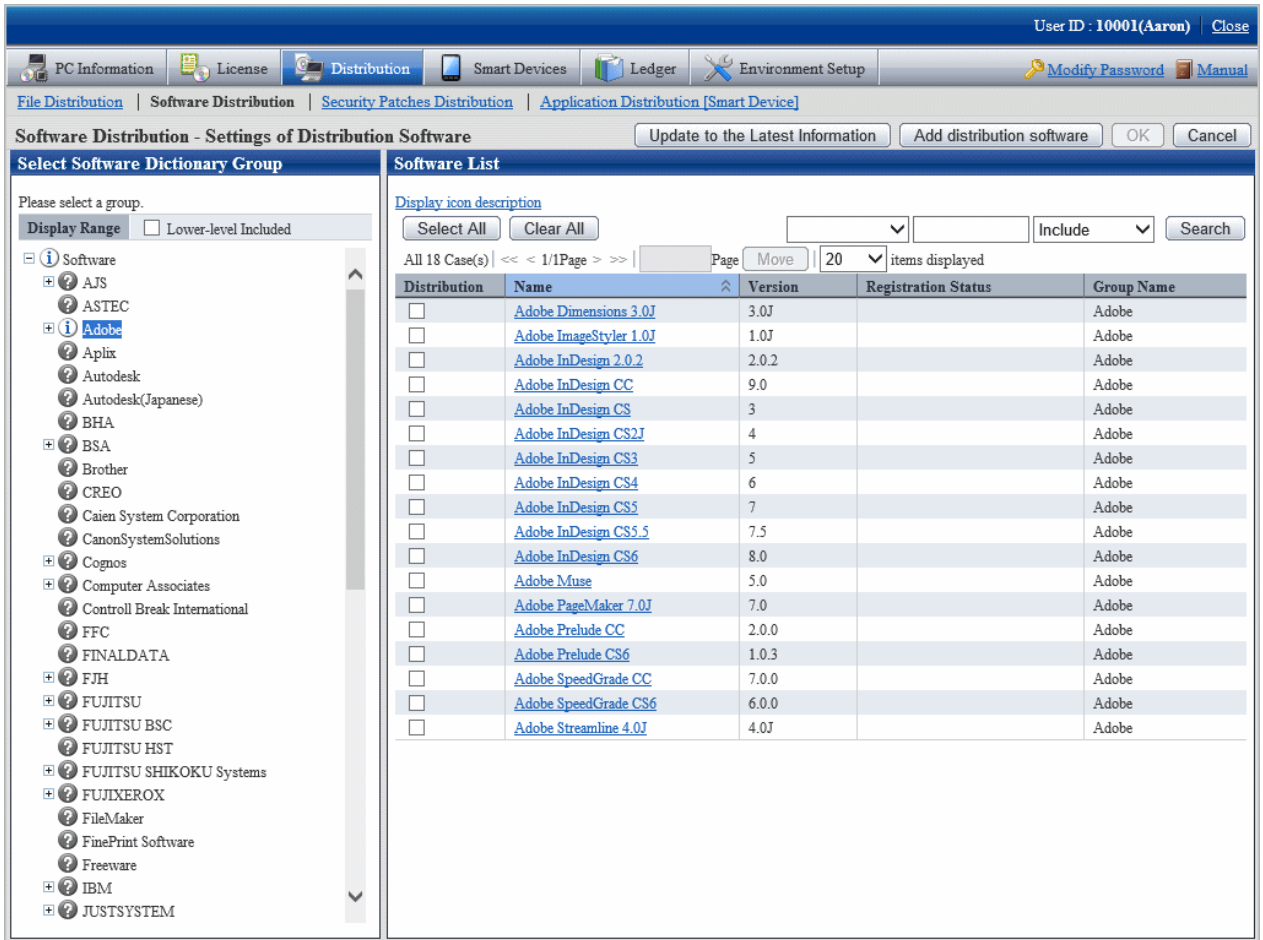 User ID : 10001(Aaron) Close
PC Information License Distribution Smart Devices Ledger Environment Setup Modify Password Manual
File Distribution | Software Distribution | Security Patches Distribution | Application Distribution [Smart Device]
Software Distribution - Settings of Distribution Software Update to the Latest Information Add distribution software OK Cancel
Select Software Dictionary Group
Please select a group.
Display Range Lower-level Included
Software
AJS
ASTEC
Adobe
Aplix
Autodesk
Autodesk(Japanese)
BHA
BSA
Brother
CREO
Caien System Corporation
CanonSystemSolutions
Cognos
Computer Associates
Controll Break International
FFC
FINALDATA
FJH
FUJITSU
FUJITSU BSC
FUJITSU HST
FUJITSU SHIKOKU Systems
FUJIXEROX
FileMaker
FinePrint Software
Freeware
IBM
JUSTSYSTEM
Software List
Display icon description
Select All Clear All Include Search
All 18 Case(s) | << < 1/1Page > >> | Page Move | 20 items displayed
Distribution Name Version Registration Status Group Name
Adobe Dimensions 3.0J 3.0J Adobe
Adobe ImageStyler 1.0J 1.0J Adobe
Adobe InDesign 2.0.2 2.0.2 Adobe
Adobe InDesign CC 9.0 Adobe
Adobe InDesign CS 3 Adobe
Adobe InDesign CS2J 4 Adobe
Adobe InDesign CS3 5 Adobe
Adobe InDesign CS4 6 Adobe
Adobe InDesign CS5 7 Adobe
Adobe InDesign CS5.5 7.5 Adobe
Adobe InDesign CS6 8.0 Adobe
Adobe Muse 5.0 Adobe
Adobe PageMaker 7.0J 7.0 Adobe
Adobe Prelude CC 2.0.0 Adobe
Adobe Prelude CS6 1.0.3 Adobe
Adobe SpeedGrade CC 7.0.0 Adobe
Adobe SpeedGrade CS6 6.0.0 Adobe
Adobe Streamline 4.0J 4.0J Adobe